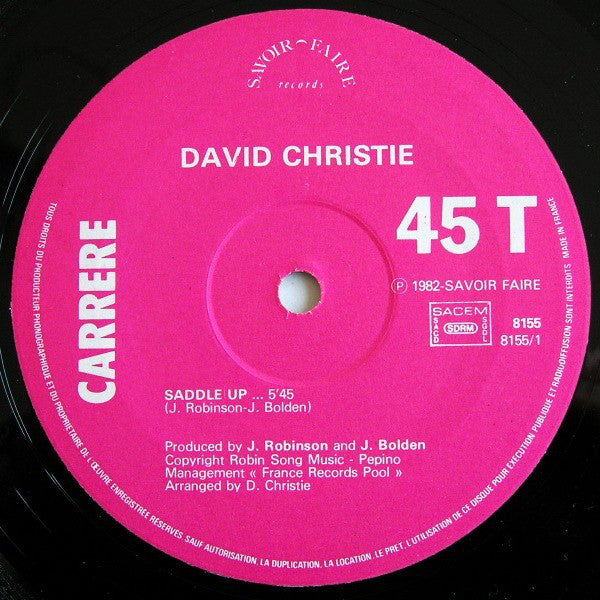 SAVOIR FAIRE
records
DAVID CHRISTIE
45 T
CARRERE
Ⓟ 1982-SAVOIR FAIRE
SACEM
SACD
SDRM
SGDL
8155
8155/1
SADDLE UP ... 5'45
(J. Robinson-J. Bolden)
Produced by J. Robinson and J. Bolden
Copyright Robin Song Music - Pepino
Management « France Records Pool »
Arranged by D. Christie
TOUS DROITS DU PRODUCTEUR PHONOGRAPHIQUE ET DU PROPRIETAIRE DE L'ŒUVRE ENREGISTREE RESERVES. SAUF AUTORISATION, LA DUPLICATION, LA LOCATION, LE PRET, L'UTILISATION DE CE DISQUE POUR EXECUTION PUBLIQUE ET RADIODIFFUSION SONT INTERDITS MADE IN FRANCE